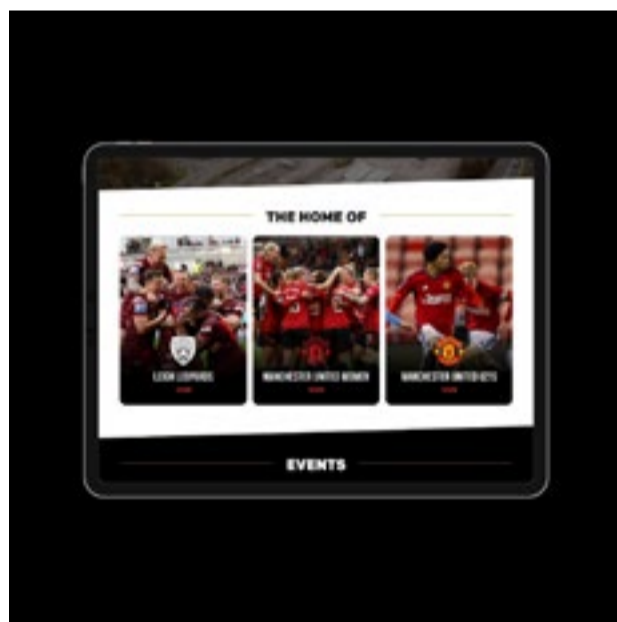 THE HOME OF
LEIGH LEOPARDS
MANCHESTER UNITED WOMEN
MANCHESTER UNITED U21S
EVENTS